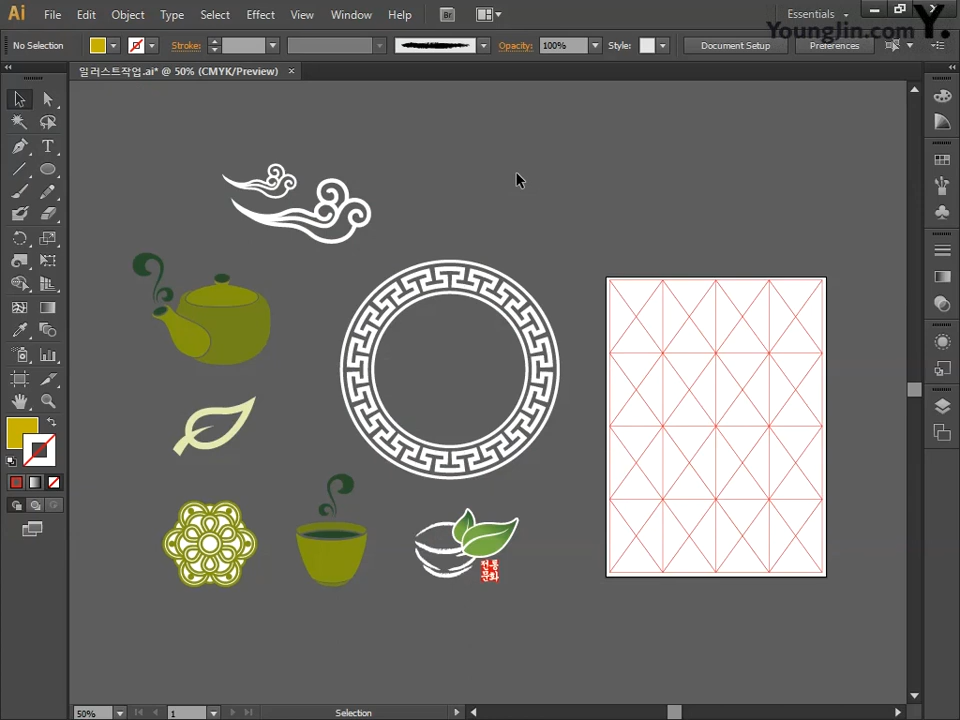 Ai File Edit Object Type Select Effect View Window Help Br Essentials
YoungJin.com Y.
No Selection Stroke: Opacity: 100% Style: Document Setup Preferences
일러스트작업.ai* @ 50% (CMYK/Preview) ×
T
전통
문화
50% 1 Selection